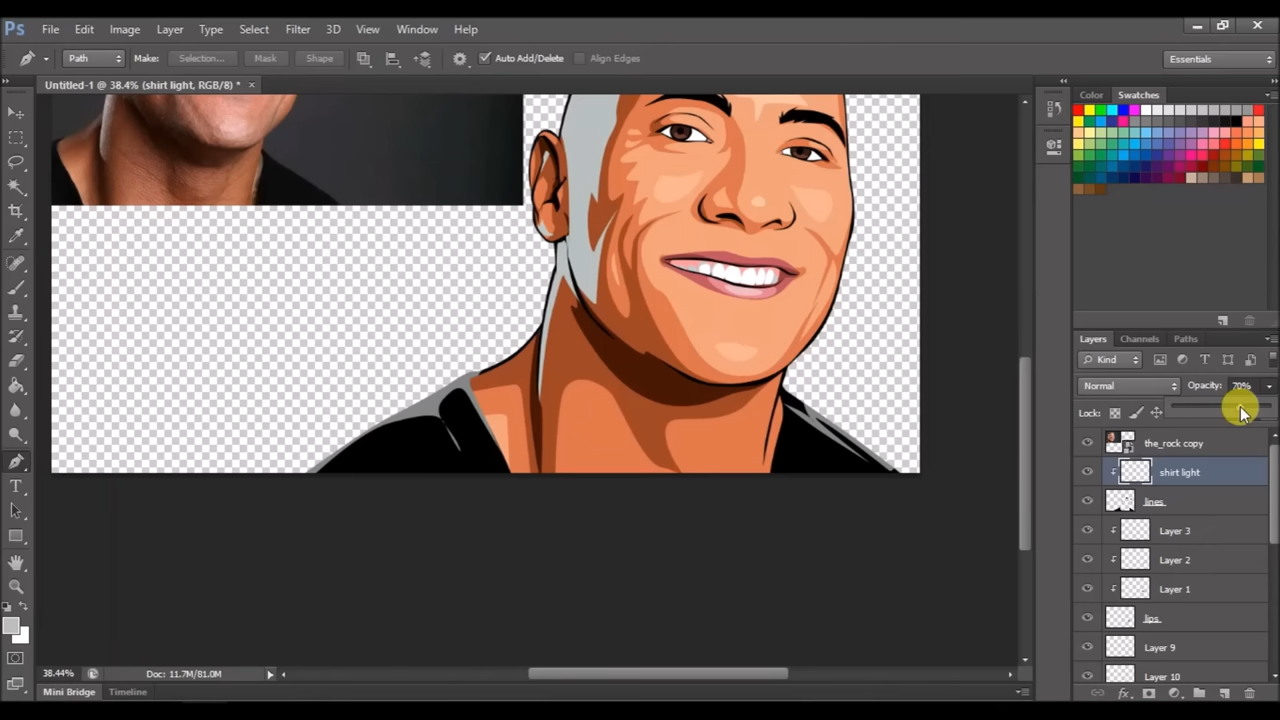 Ps File Edit Image Layer Type Select Filter 3D View Window Help
Path Make: Selection... Mask Shape Auto Add/Delete Align Edges Essentials
Untitled-1 @ 38.4% (shirt light, RGB/8) * ×
Color Swatches
Layers Channels Paths
Kind
Normal Opacity: 70%
Lock:
the_rock copy
shirt light
lines
Layer 3
Layer 2
Layer 1
lips
Layer 9
Layer 10
38.44% Doc: 11.7M/81.0M
Mini Bridge Timeline